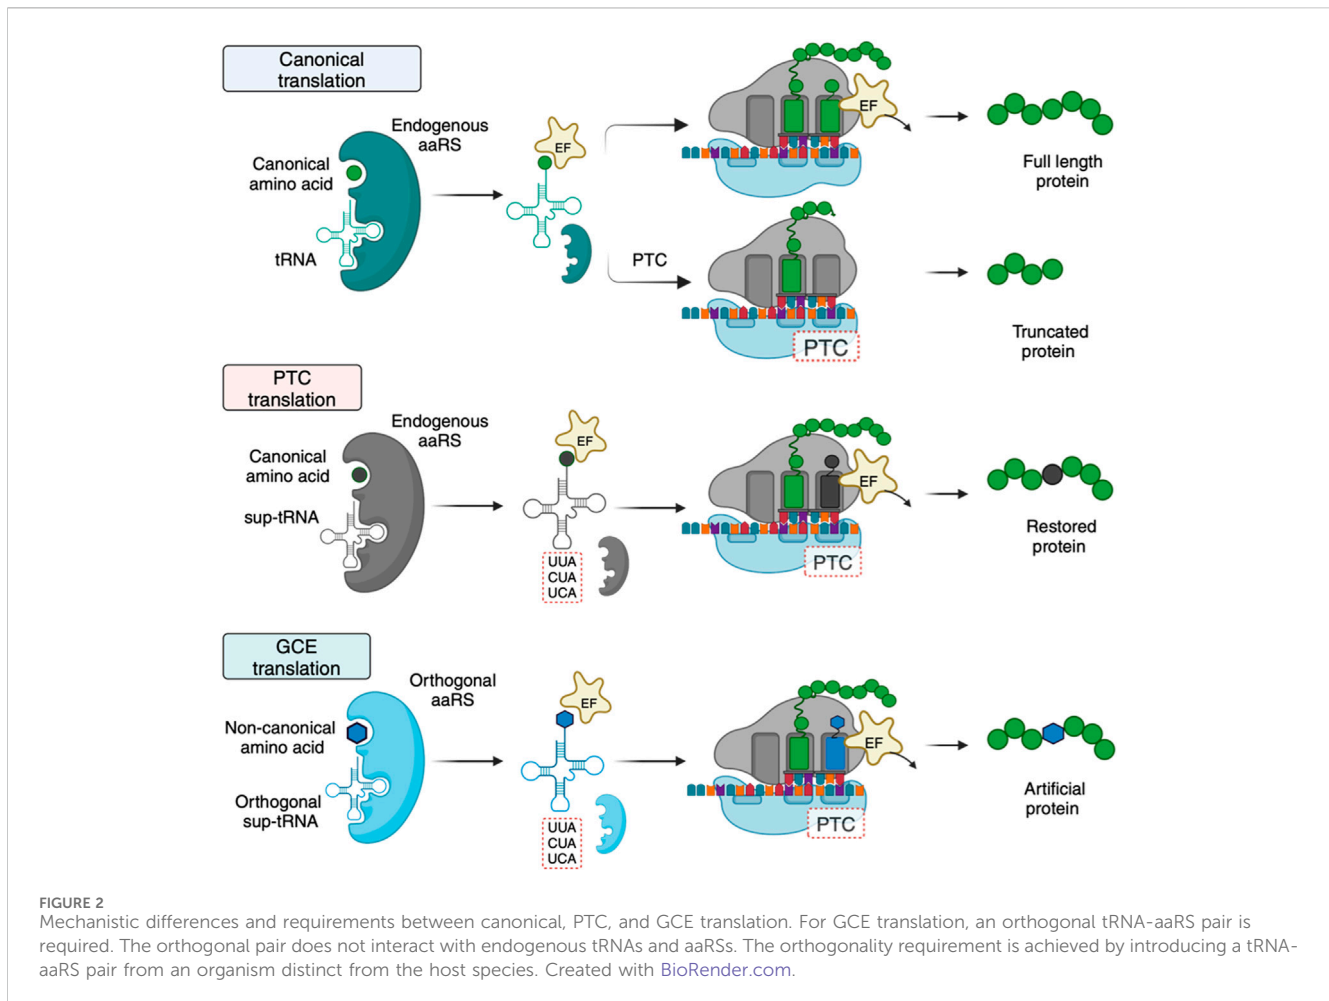 Canonical
translation
Canonical
amino acid
tRNA
Endogenous
aaRS
EF
EF
Full length
protein
PTC
PTC
Truncated
protein
PTC
translation
Canonical
amino acid
sup-tRNA
Endogenous
aaRS
EF
UUA
CUA
UCA
EF
PTC
Restored
protein
GCE
translation
Non-canonical
amino acid
Orthogonal
sup-tRNA
Orthogonal
aaRS
EF
UUA
CUA
UCA
EF
PTC
Artificial
protein
FIGURE 2
Mechanistic differences and requirements between canonical, PTC, and GCE translation. For GCE translation, an orthogonal tRNA-aaRS pair is
required. The orthogonal pair does not interact with endogenous tRNAs and aaRSs. The orthogonality requirement is achieved by introducing a tRNA-
aaRS pair from an organism distinct from the host species. Created with BioRender.com.